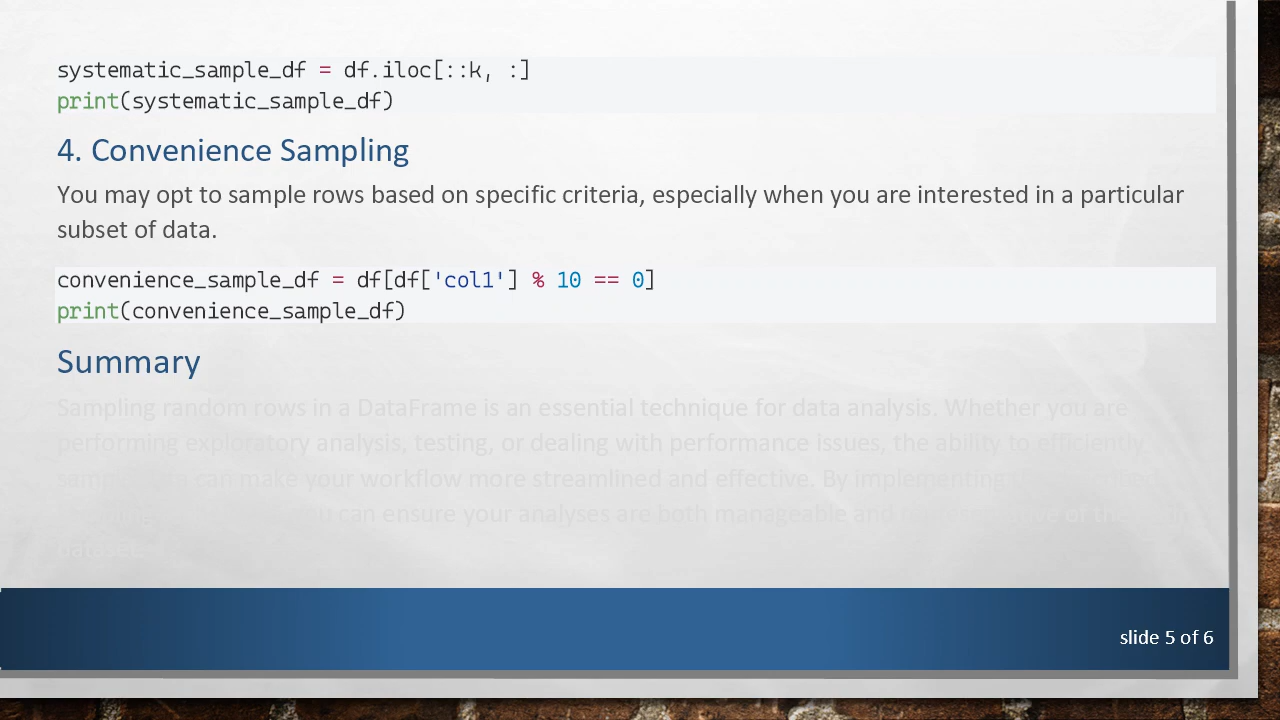 systematic_sample_df = df.iloc[::k, :]
print(systematic_sample_df)
4. Convenience Sampling
You may opt to sample rows based on specific criteria, especially when you are interested in a particular
subset of data.
convenience_sample_df = df[df['col1'] % 10 == 0]
print(convenience_sample_df)
Summary
Sampling random rows in a DataFrame is an essential technique for data analysis. Whether you are
performing exploratory analysis, testing, or dealing with performance issues, the ability to efficiently
can make your workflow more streamlined and effective. By implementing
you can ensure your analyses are both manageable and
slide 5 of 6